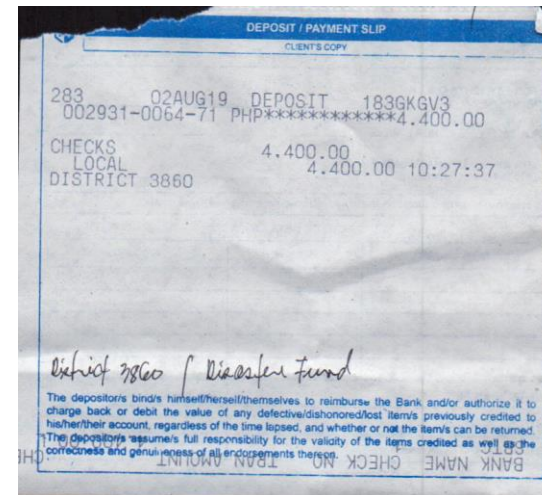 DEPOSIT / PAYMENT SLIP
CLIENT'S COPY
283 02AUG19 DEPOSIT 183GKGV3
002931-0064-71 PHP************4.400.00
CHECKS 4.400.00
LOCAL 4.400.00 10:27:37
DISTRICT 3860
District 3860 / Disaster Fund
The depositor/s bind/s himself/herself/themselves to reimburse the Bank and/or authorize it to
charge back or debit the value of any defective/dishonored/lost item/s previously credited to
his/her/their account, regardless of the time lapsed, and whether or not the item/s can be returned.
The depositor/s assume/s full responsibility for the validity of the items credited as well as the
correctness and genuineness of all endorsements thereon.
BANK NAME CHECK NO TRAN AMOUNT